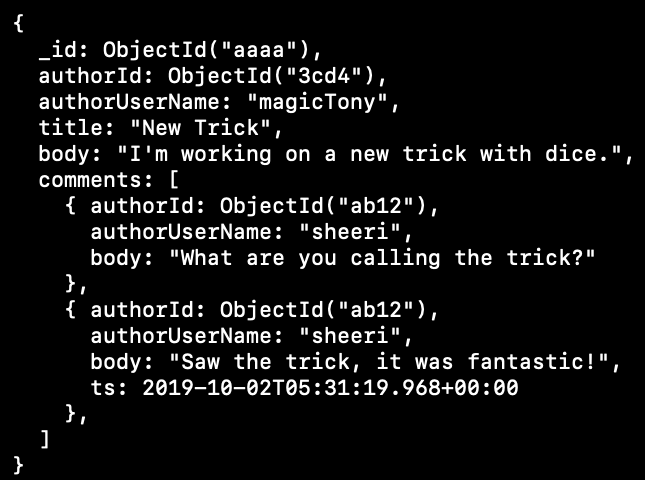 {
  _id: ObjectId("aaaa"),
  authorId: ObjectId("3cd4"),
  authorUserName: "magicTony",
  title: "New Trick",
  body: "I'm working on a new trick with dice.",
  comments: [
    { authorId: ObjectId("ab12"),
      authorUserName: "sheeri",
      body: "What are you calling the trick?"
    },
    { authorId: ObjectId("ab12"),
      authorUserName: "sheeri",
      body: "Saw the trick, it was fantastic!",
      ts: 2019-10-02T05:31:19.968+00:00
    },
  ]
}